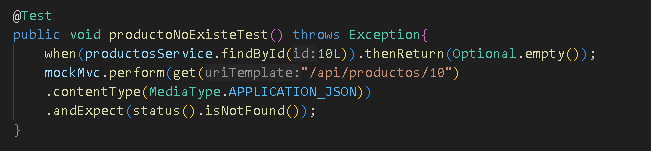 @Test
public void productoNoExisteTest() throws Exception{
when(productosService.findById(id:10L)).thenReturn(Optional.empty());
mockMvc.perform(get(uriTemplate:"/api/productos/10")
.contentType(MediaType.APPLICATION_JSON))
.andExpect(status().isNotFound());
}